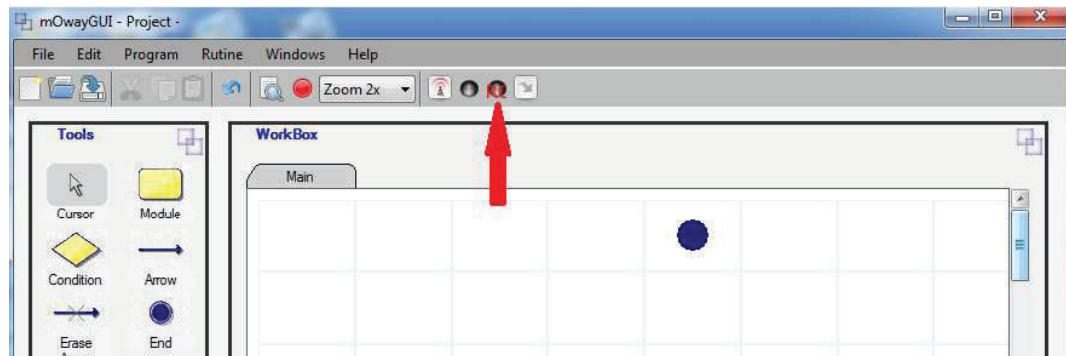 mOwayGUI - Project -
File Edit Program Rutine Windows Help
Zoom 2x
Tools
WorkBox
Main
Cursor Module
Condition Arrow
Erase End